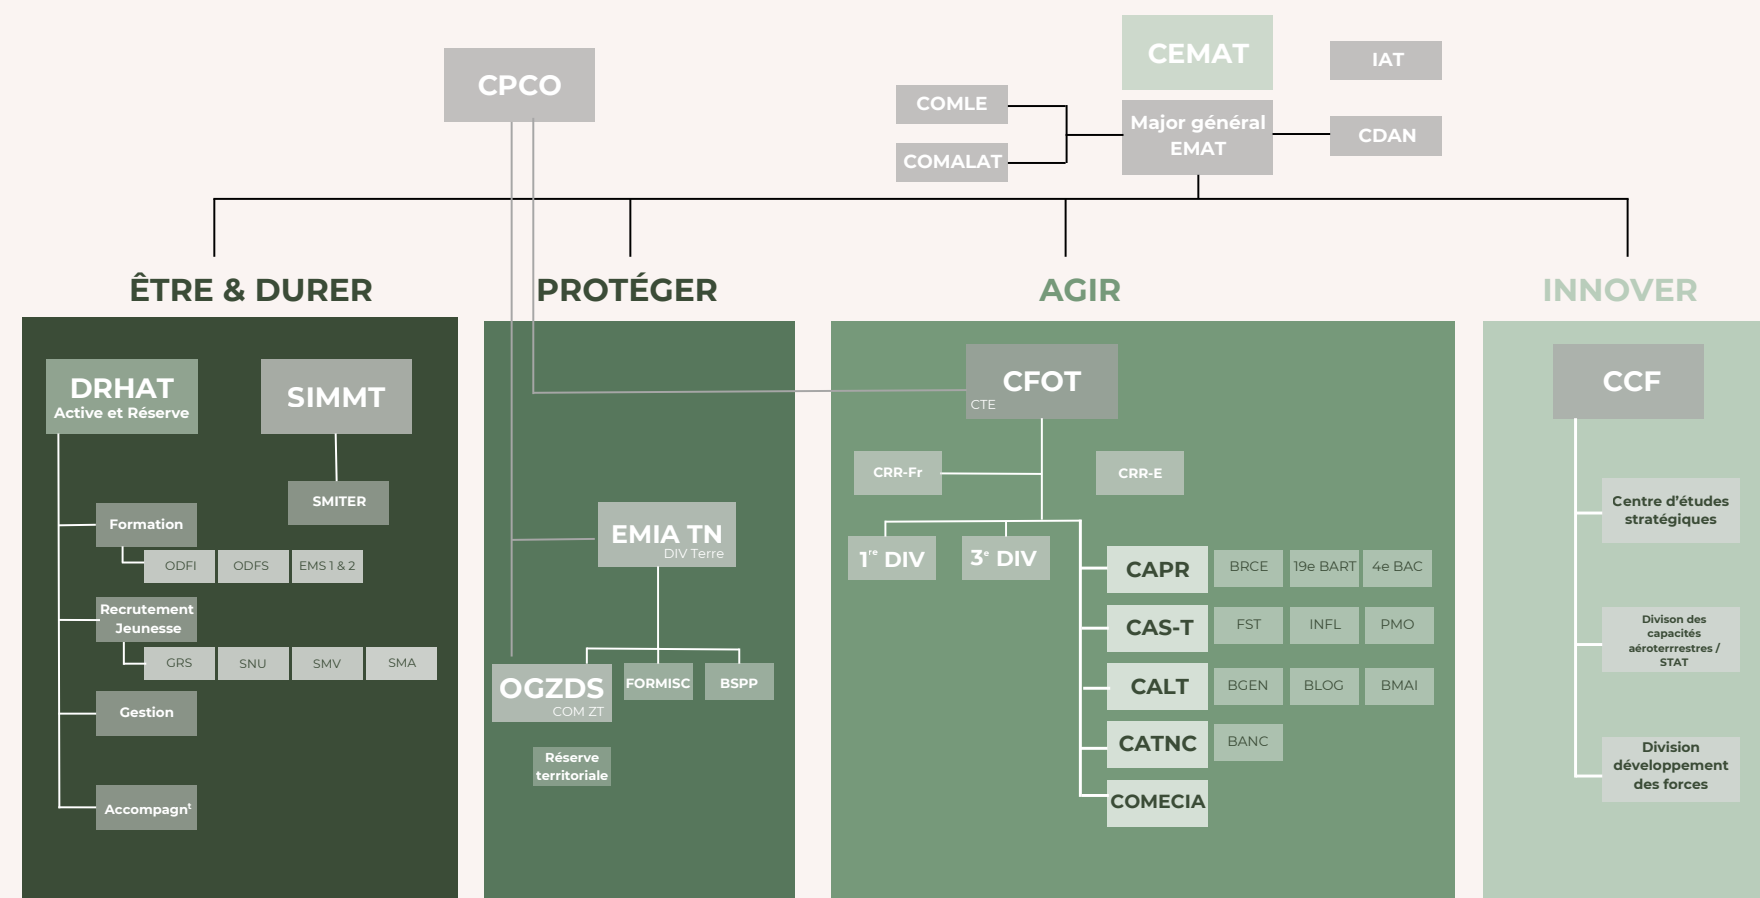 CEMAT
IAT
CPCO
COMLE
Major général
EMAT
CDAN
COMALAT
ÊTRE & DURER
PROTÉGER
AGIR
INNOVER
DRHAT
Active et Réserve
SIMMT
SMITER
Formation
ODFI
ODFS
EMS 1 & 2
Recrutement
Jeunesse
GRS
SNU
SMV
SMA
Gestion
Accompagnᵗ
EMIA TN
DIV Terre
OGZDS
COM ZT
FORMISC
BSPP
Réserve
territoriale
CFOT
CTE
CRR-Fr
CRR-E
1ʳᵉ DIV
3ᵉ DIV
CAPR
BRCE
19e BART
4e BAC
CAS-T
FST
INFL
PMO
CALT
BGEN
BLOG
BMAI
CATNC
BANC
COMECIA
CCF
Centre d'études
stratégiques
Divison des
capacités
aéroterrrestres /
STAT
Division
développement
des forces